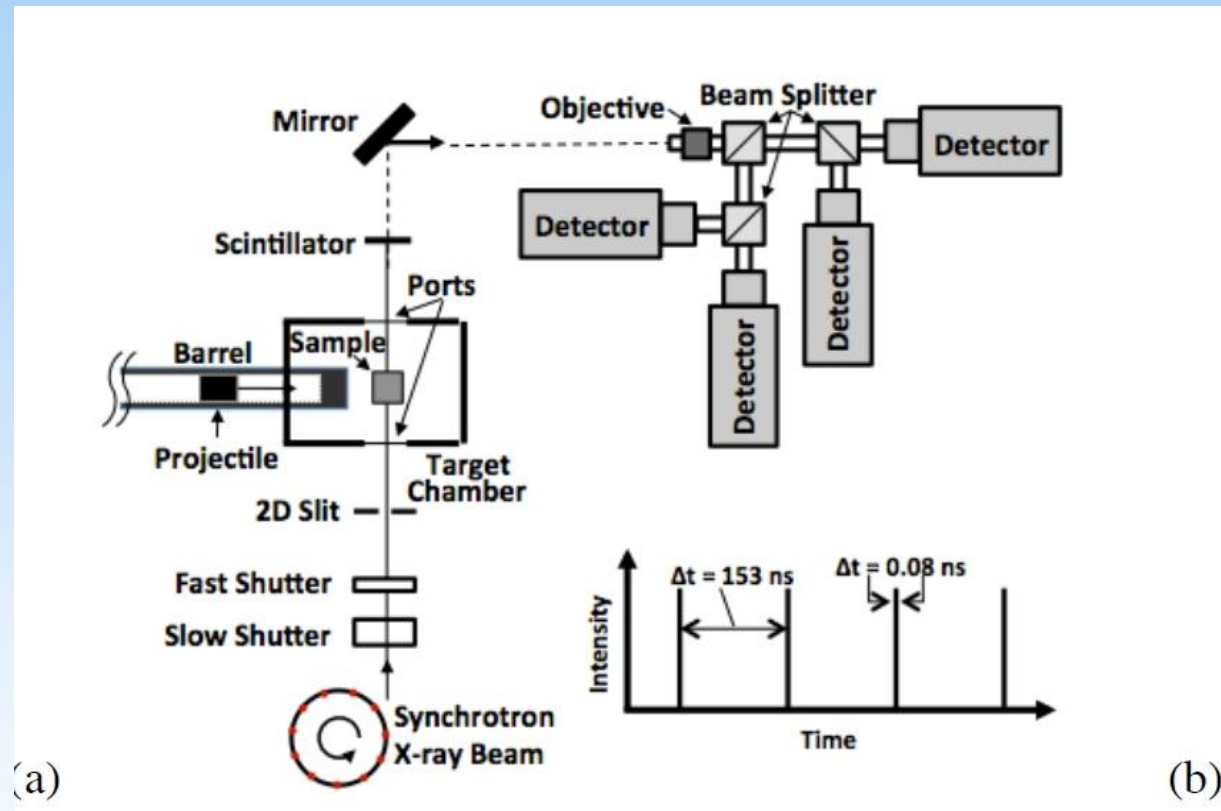 Mirror
Objective
Beam Splitter
Detector
Detector
Detector
Detector
Scintillator
Ports
Sample
Barrel
Projectile
Target
Chamber
2D Slit
Fast Shutter
Slow Shutter
Synchrotron
X-ray Beam
Δt = 153 ns
Δt = 0.08 ns
Intensity
Time
(a)
(b)